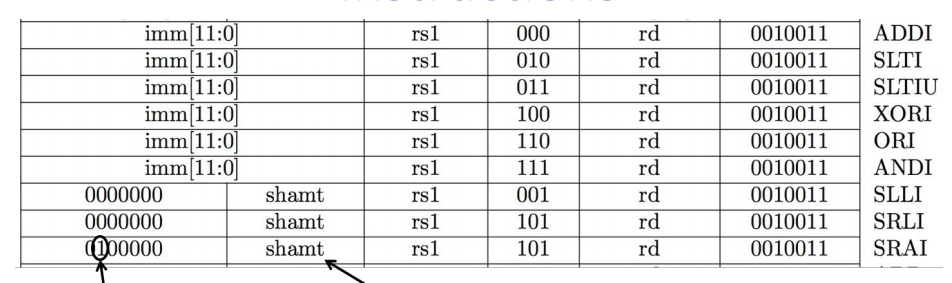 imm[11:0] rs1 000 rd 0010011 ADDI
imm[11:0] rs1 010 rd 0010011 SLTI
imm[11:0] rs1 011 rd 0010011 SLTIU
imm[11:0] rs1 100 rd 0010011 XORI
imm[11:0] rs1 110 rd 0010011 ORI
imm[11:0] rs1 111 rd 0010011 ANDI
0000000 shamt rs1 001 rd 0010011 SLLI
0000000 shamt rs1 101 rd 0010011 SRLI
0100000 shamt rs1 101 rd 0010011 SRAI